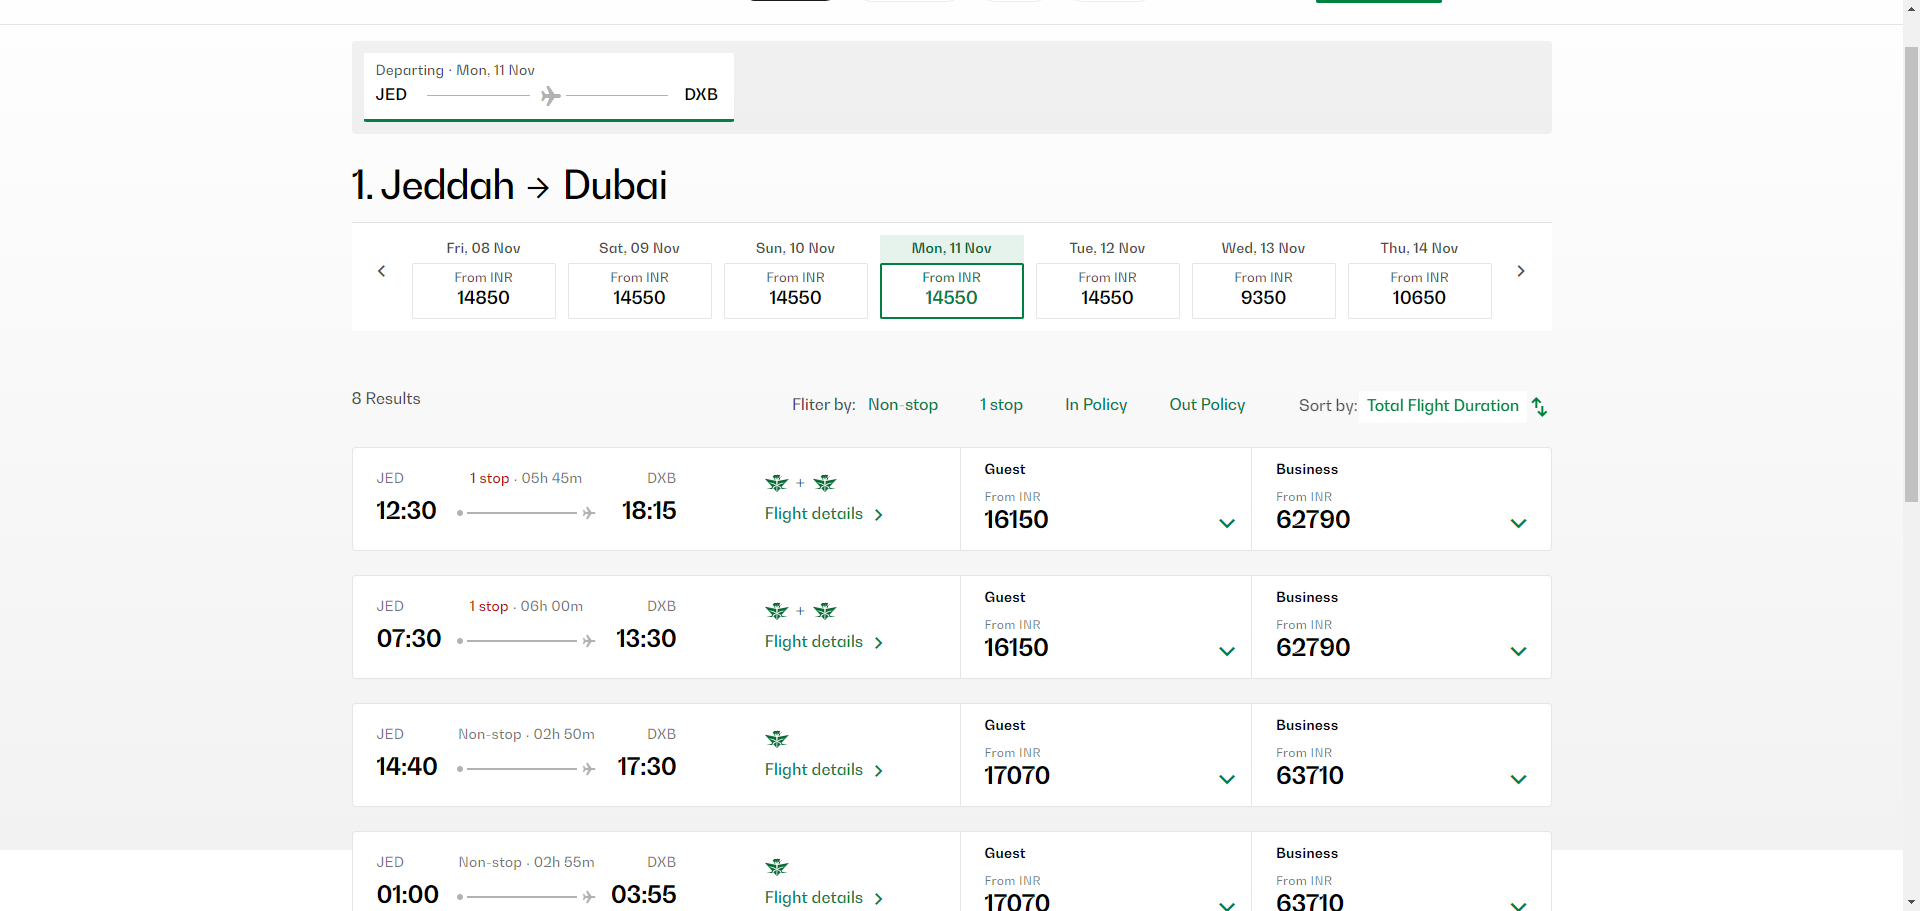 Departing · Mon, 11 Nov
JED DXB
1. Jeddah → Dubai
Fri, 08 Nov Sat, 09 Nov Sun, 10 Nov Mon, 11 Nov Tue, 12 Nov Wed, 13 Nov Thu, 14 Nov
From INR From INR From INR From INR From INR From INR From INR
14850 14550 14550 14550 14550 9350 10650
8 Results Fliter by: Non-stop 1 stop In Policy Out Policy Sort by: Total Flight Duration
JED 1 stop · 05h 45m DXB Guest Business
From INR From INR
12:30 18:15 Flight details 16150 62790
JED 1 stop · 06h 00m DXB + Guest Business
From INR From INR
07:30 13:30 Flight details 16150 62790
JED Non-stop · 02h 50m DXB Guest Business
From INR From INR
14:40 17:30 Flight details 17070 63710
JED Non-stop · 02h 55m DXB Guest Business
From INR From INR
01:00 03:55 Flight details 17070 63710